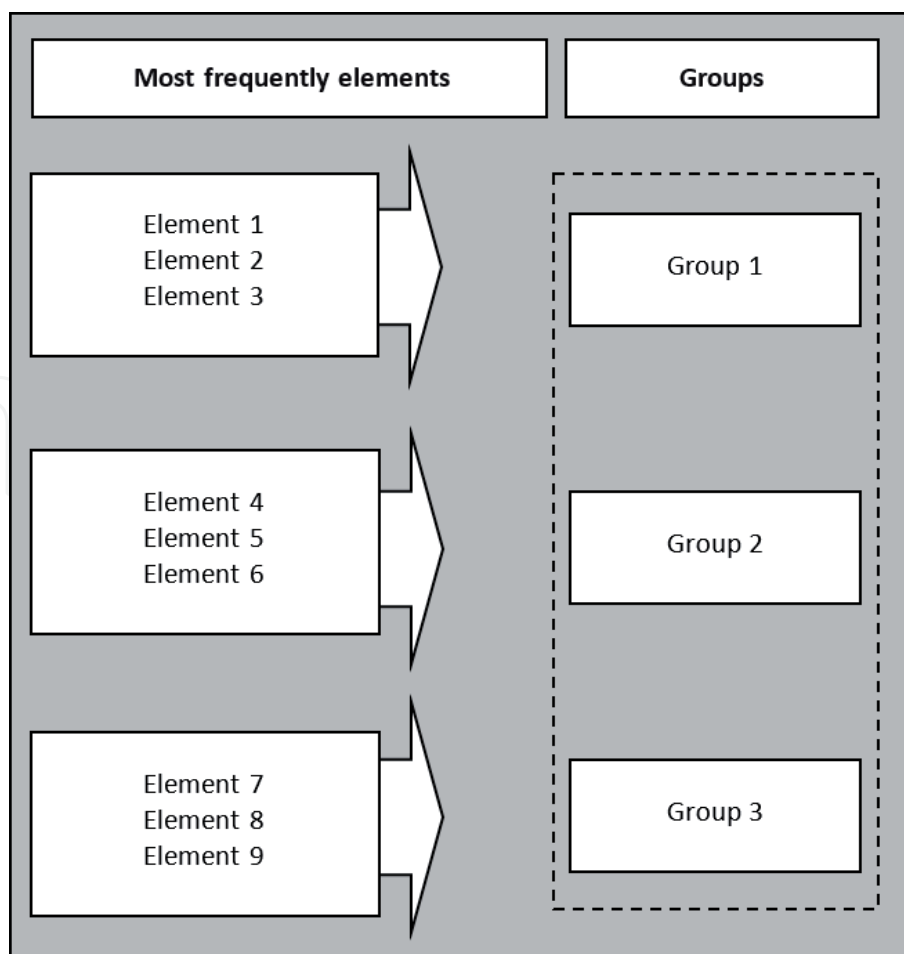 Most frequently elements
Groups
Element 1
Element 2
Element 3
Group 1
Element 4
Element 5
Element 6
Group 2
Element 7
Element 8
Element 9
Group 3